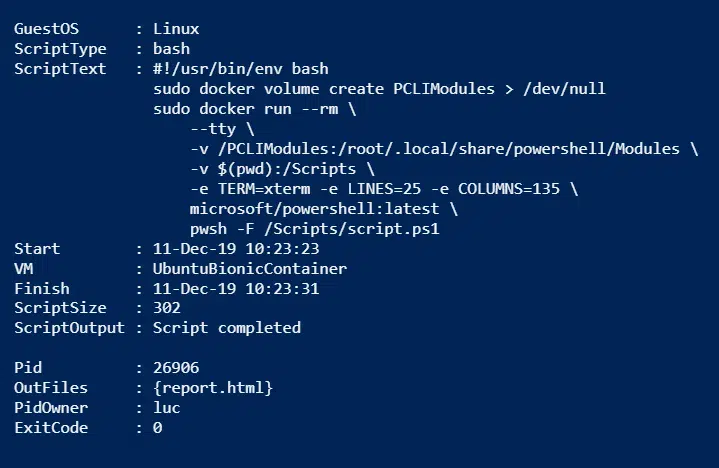 GuestOS      : Linux
ScriptType   : bash
ScriptText   : #!/usr/bin/env bash
               sudo docker volume create PCLIModules > /dev/null
               sudo docker run --rm \
                   --tty \
                   -v /PCLIModules:/root/.local/share/powershell/Modules \
                   -v $(pwd):/Scripts \
                   -e TERM=xterm -e LINES=25 -e COLUMNS=135 \
                   microsoft/powershell:latest \
                   pwsh -F /Scripts/script.ps1
Start        : 11-Dec-19 10:23:23
VM           : UbuntuBionicContainer
Finish       : 11-Dec-19 10:23:31
ScriptSize   : 302
ScriptOutput : Script completed

Pid          : 26906
OutFiles     : {report.html}
PidOwner     : luc
ExitCode     : 0